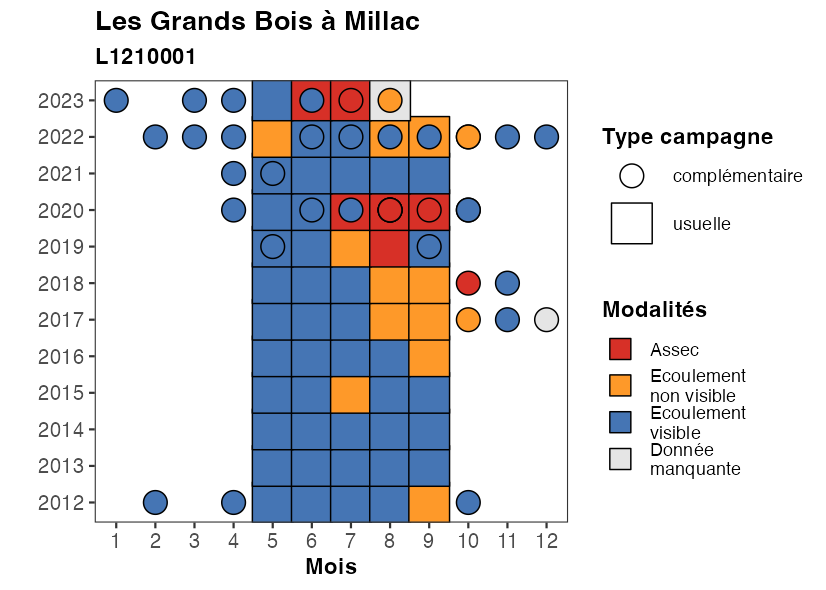 Les Grands Bois à Millac
L1210001
2023
2022
2021
2020
2019
2018
2017
2016
2015
2014
2013
2012
1 2 3 4 5 6 7 8 9 10 11 12
Mois
Type campagne
complémentaire
usuelle
Modalités
Assec
Ecoulement
non visible
Ecoulement
visible
Donnée
manquante